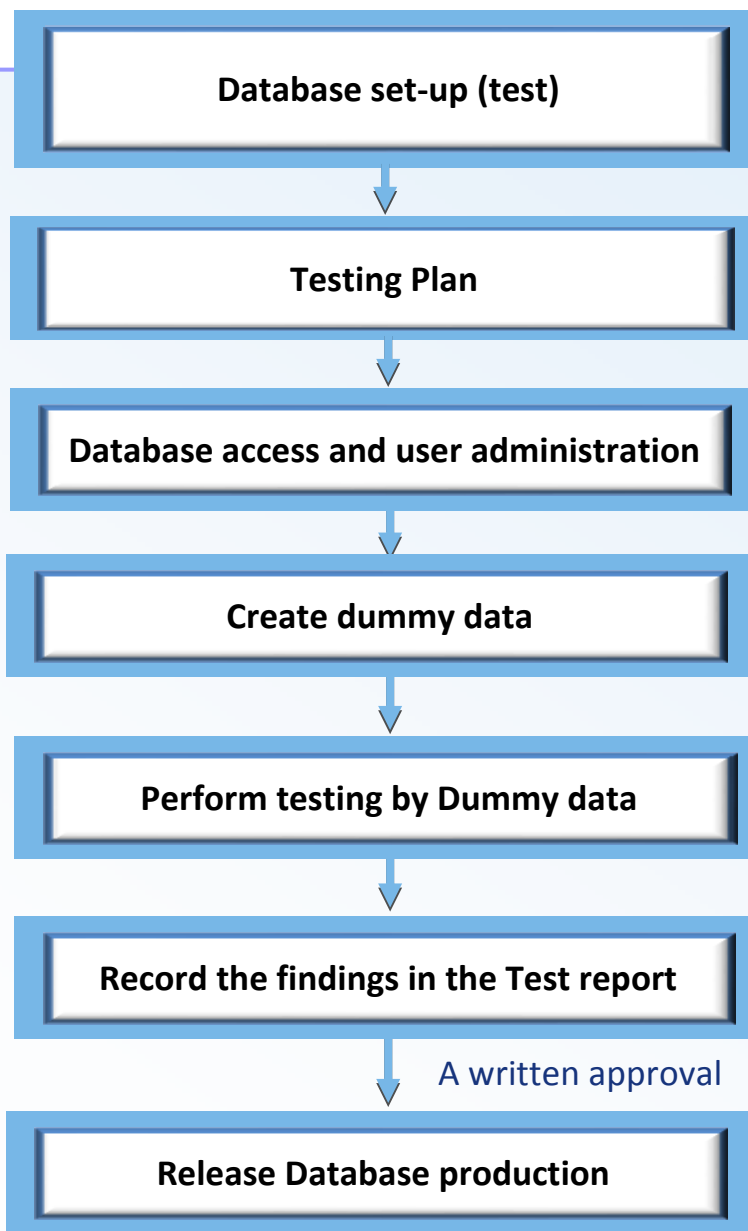 Database set-up (test)
Testing Plan
Database access and user administration
Create dummy data
Perform testing by Dummy data
Record the findings in the Test report
A written approval
Release Database production